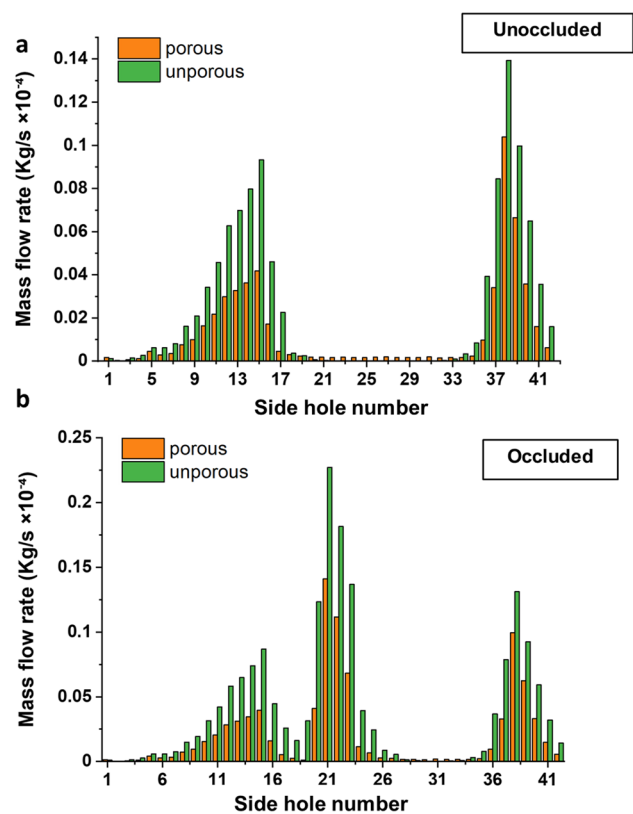 a
Unoccluded
porous
unporous
Mass flow rate (Kg/s ×10⁻⁴)
0.14
0.12
0.1
0.08
0.06
0.04
0.02
0
1 5 9 13 17 21 25 29 33 37 41
Side hole number
b
Occluded
porous
unporous
Mass flow rate (Kg/s ×10⁻⁴)
0.25
0.2
0.15
0.1
0.05
0
1 6 11 16 21 26 31 36 41
Side hole number